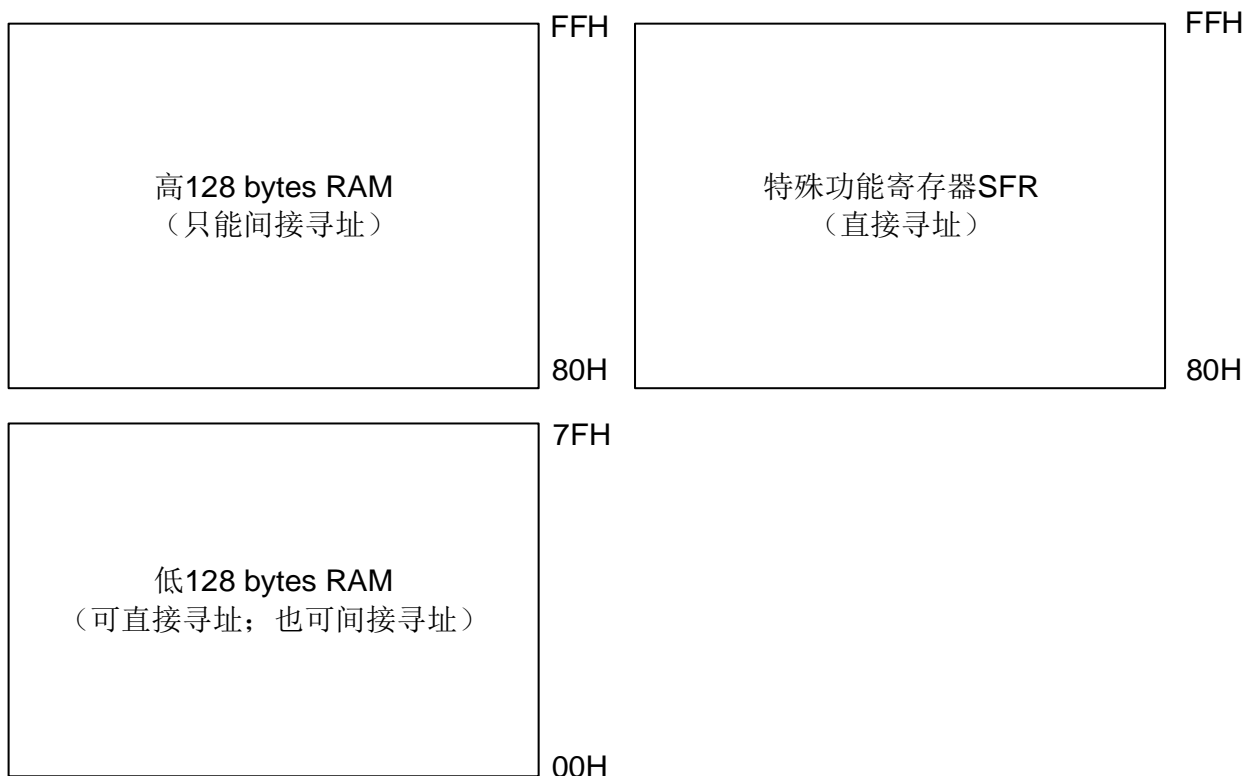 FFH
高128 bytes RAM
（只能间接寻址）
80H
FFH
特殊功能寄存器SFR
（直接寻址）
80H
7FH
低128 bytes RAM
（可直接寻址；也可间接寻址）
00H